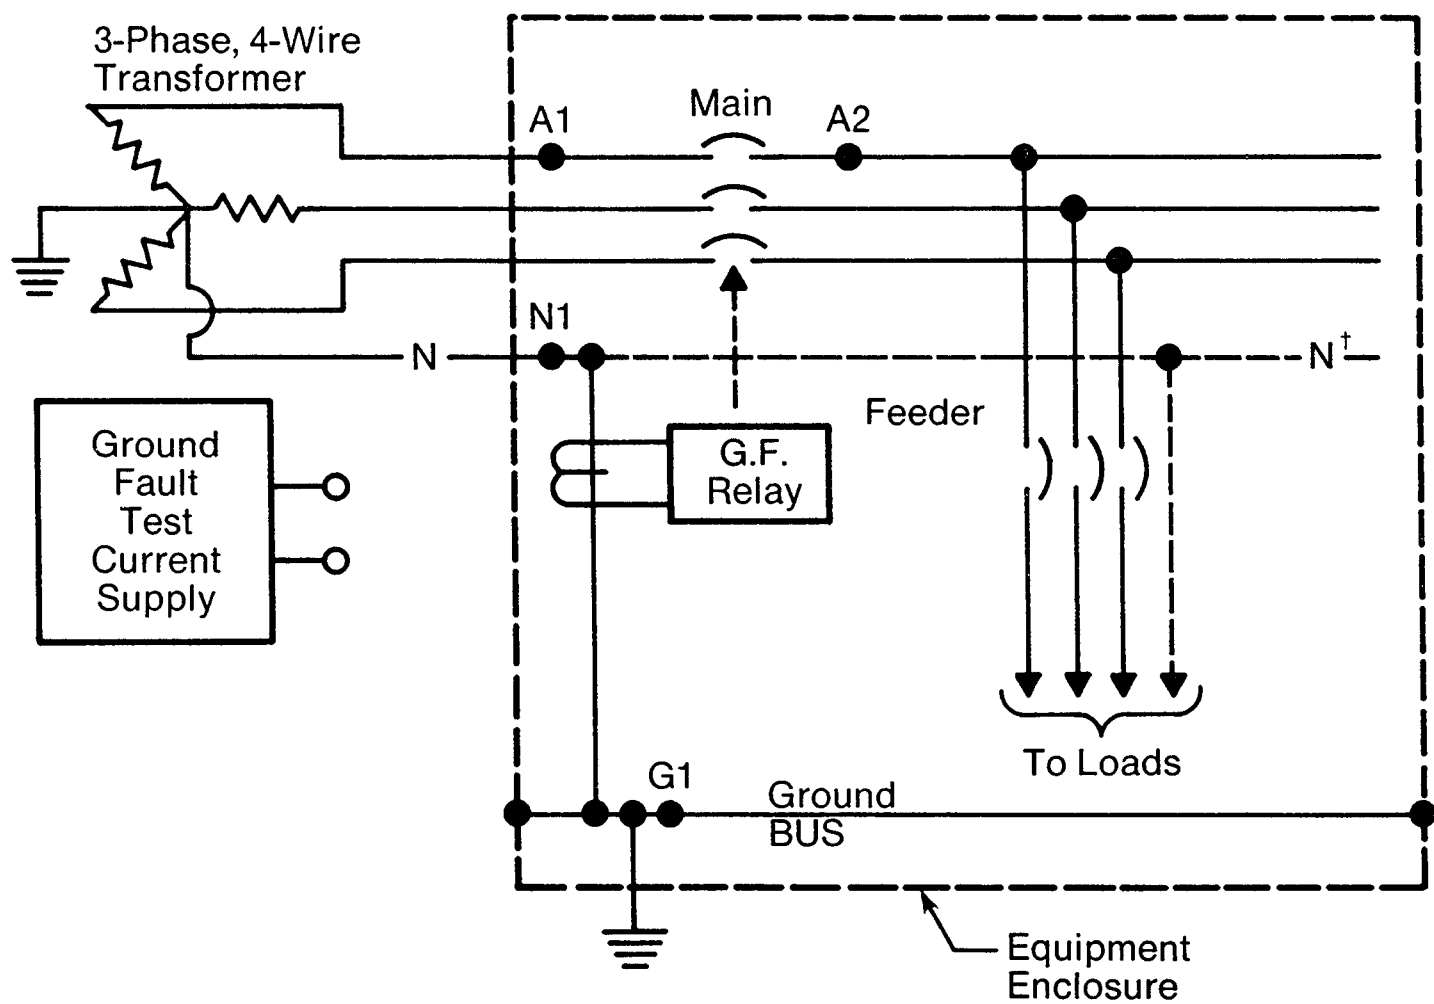 3-Phase, 4-Wire
Transformer
Main
A1
A2
N1
N
N†
Feeder
G.F.
Relay
Ground
Fault
Test
Current
Supply
To Loads
G1
Ground
BUS
Equipment
Enclosure